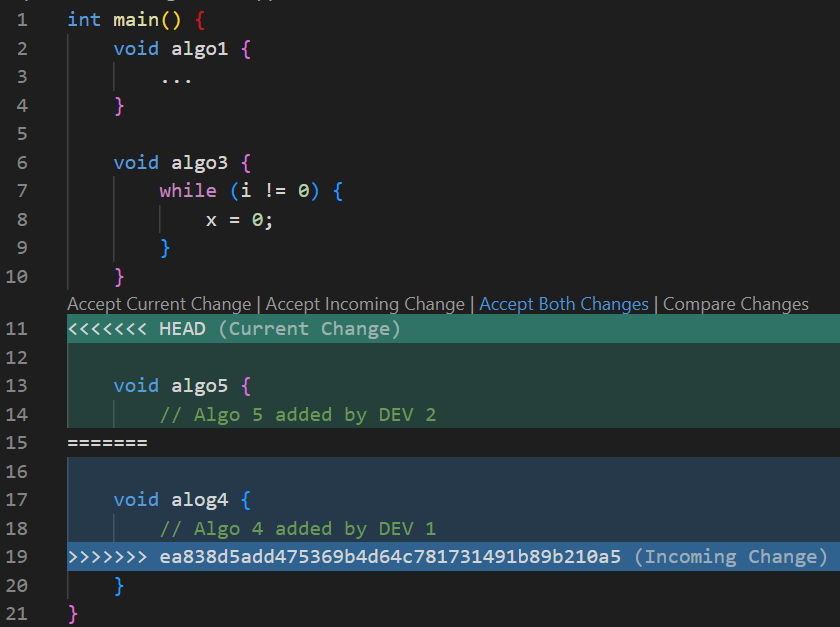 1 int main() {
2 void algo1 {
3 ...
4 }
5
6 void algo3 {
7 while (i != 0) {
8 x = 0;
9 }
10 }
Accept Current Change | Accept Incoming Change | Accept Both Changes | Compare Changes
11 <<<<<<< HEAD (Current Change)
12
13 void algo5 {
14 // Algo 5 added by DEV 2
15 =======
16
17 void alog4 {
18 // Algo 4 added by DEV 1
19 >>>>>>> ea838d5add475369b4d64c781731491b89b210a5 (Incoming Change)
20 }
21 }